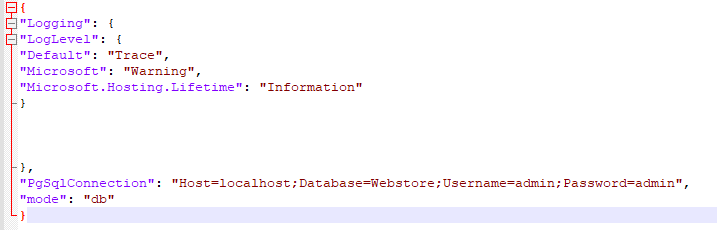 {
"Logging": {
"LogLevel": {
"Default": "Trace",
"Microsoft": "Warning",
"Microsoft.Hosting.Lifetime": "Information"
}
},
"PgSqlConnection": "Host=localhost;Database=Webstore;Username=admin;Password=admin",
"mode": "db"
}